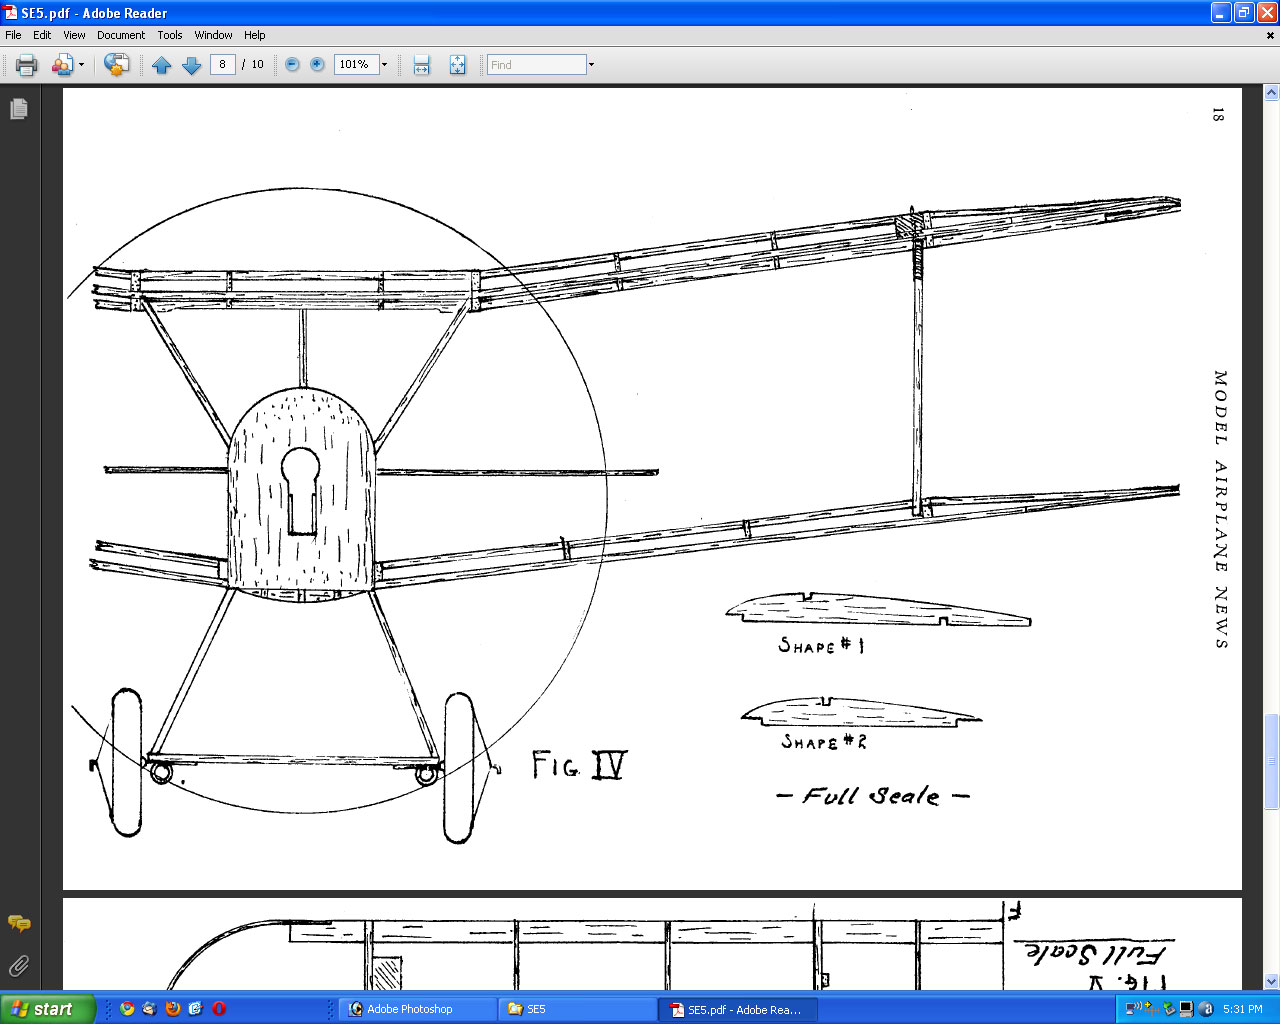 SE5.pdf - Adobe Reader
File Edit View Document Tools Window Help
8 / 10 101% Find
18
MODEL AIRPLANE NEWS
SHAPE #1
SHAPE #2
FIG. IV
- Full Scale -
Full Scale
FIG. V
start Adobe Photoshop SE5 SE5.pdf - Adobe Rea... 5:31 PM